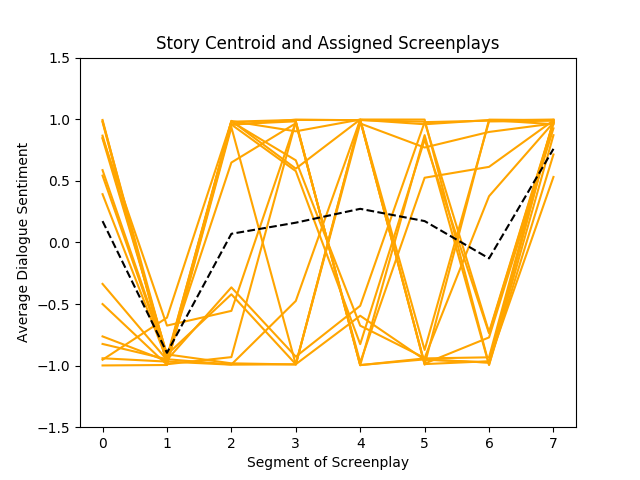 Story Centroid and Assigned Screenplays
1.5
1.0
0.5
0.0
−0.5
−1.0
−1.5
Average Dialogue Sentiment
0 1 2 3 4 5 6 7
Segment of Screenplay